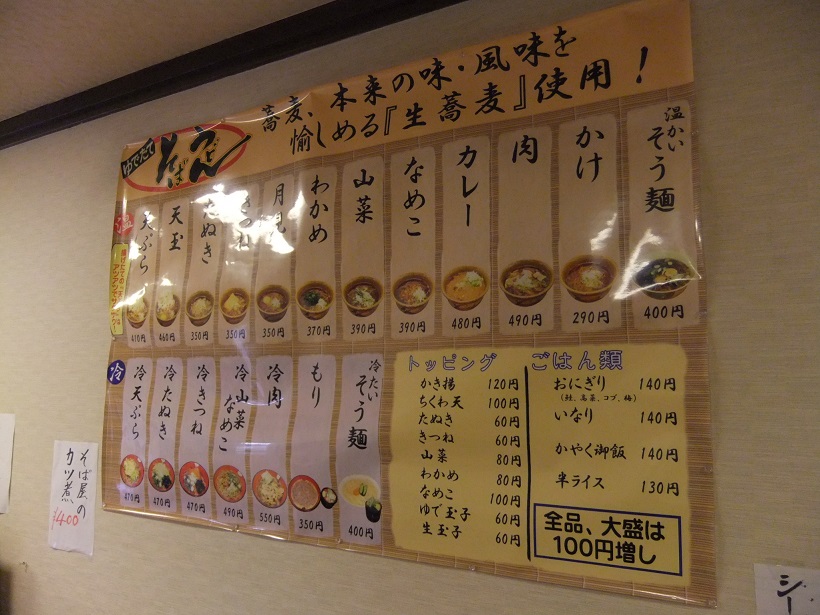 蕎麦、本来の味・風味を
愉しめる『生蕎麦』使用！
ゆでたて
そば
うどん
温
天ぷら
410円
天玉
460円
たぬき
350円
きつね
350円
月見
350円
わかめ
370円
山菜
390円
なめこ
390円
カレー
480円
肉
490円
かけ
290円
温かい
そう麺
400円
冷
冷天ぷら
470円
冷たぬき
470円
冷きつね
470円
冷山菜
なめこ
490円
冷肉
550円
もり
350円
冷たい
そう麺
400円
トッピング
かき揚 120円
ちくわ天 100円
たぬき 60円
きつね 60円
山菜 80円
わかめ 80円
なめこ 100円
ゆで玉子 60円
生玉子 60円
ごはん類
おにぎり 140円
（鮭、高菜、コブ、梅）
いなり 140円
かやく御飯 140円
半ライス 130円
全品、大盛は
100円増し
そば屋の
カツ煮
¥400